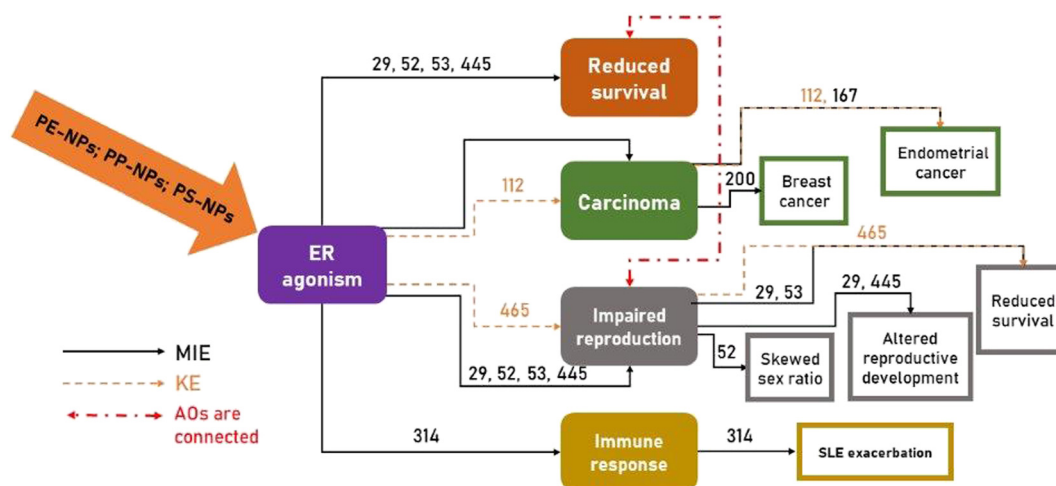 29, 52, 53, 445
Reduced
survival
PE-NPs; PP-NPs; PS-NPs
112, 167
Endometrial
cancer
200
Breast
cancer
Carcinoma
112
ER
agonism
465
465
29, 53
29, 445
Reduced
survival
Impaired
reproduction
Altered
reproductive
development
52
Skewed
sex ratio
29, 52, 53, 445
MIE
KE
AOs are
connected
314
Immune
response
314
SLE exacerbation